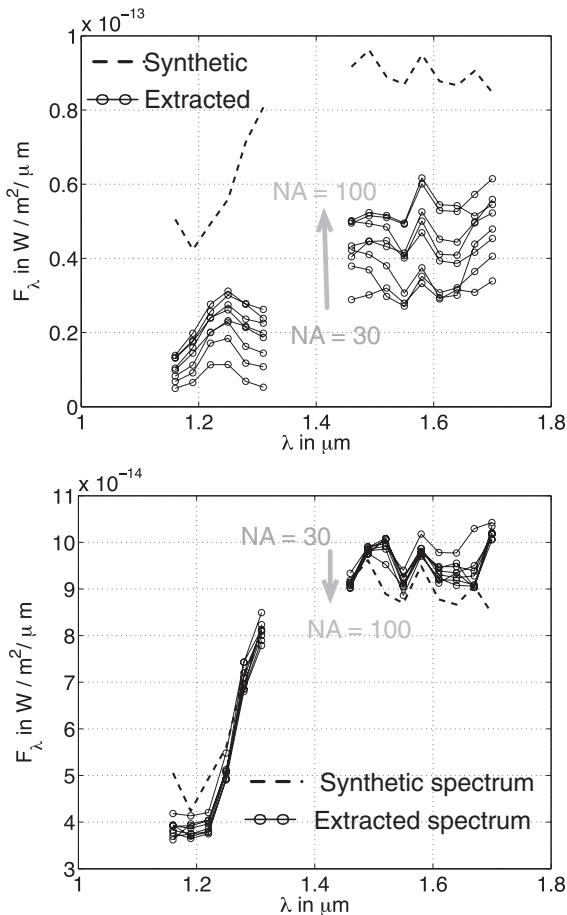 x 10⁻¹³
1
0.8
0.6
0.4
0.2
0
F_λ in W / m²/ μ m
Synthetic
Extracted
NA = 100
NA = 30
1 1.2 1.4 1.6 1.8
λ in μm
x 10⁻¹⁴
11
10
9
8
7
6
5
4
3
F_λ in W / m²/ μ m
NA = 30
NA = 100
Synthetic spectrum
Extracted spectrum
1 1.2 1.4 1.6 1.8
λ in μm